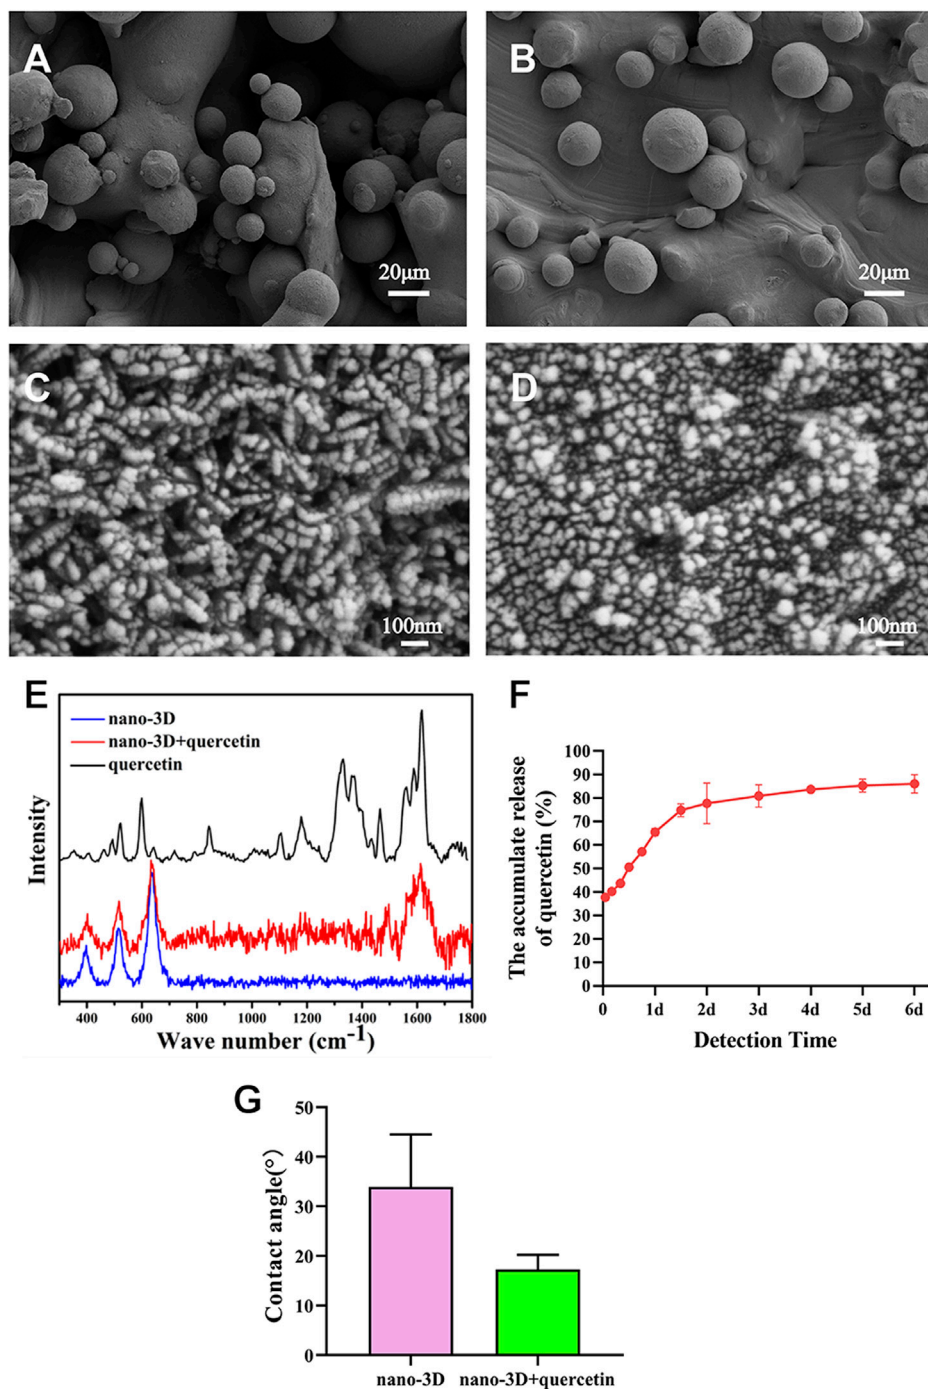 A
20μm
B
20μm
C
100nm
D
100nm
E
nano-3D
nano-3D+quercetin
quercetin
Intensity
400 600 800 1000 1200 1400 1600 1800
Wave number (cm-1)
F
The accumulate release
of quercetin (%)
100
90
80
70
60
50
40
30
20
10
0
0 1d 2d 3d 4d 5d 6d
Detection Time
G
Contact angle(°)
50
40
30
20
10
0
nano-3D nano-3D+quercetin